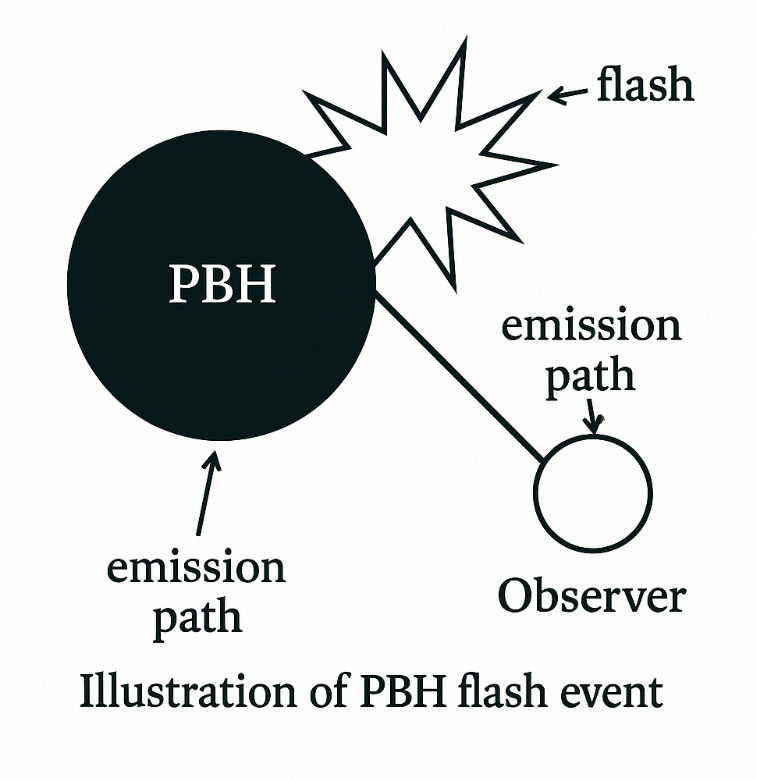 flash
PBH
emission
path
emission
path
Observer
Illustration of PBH flash event